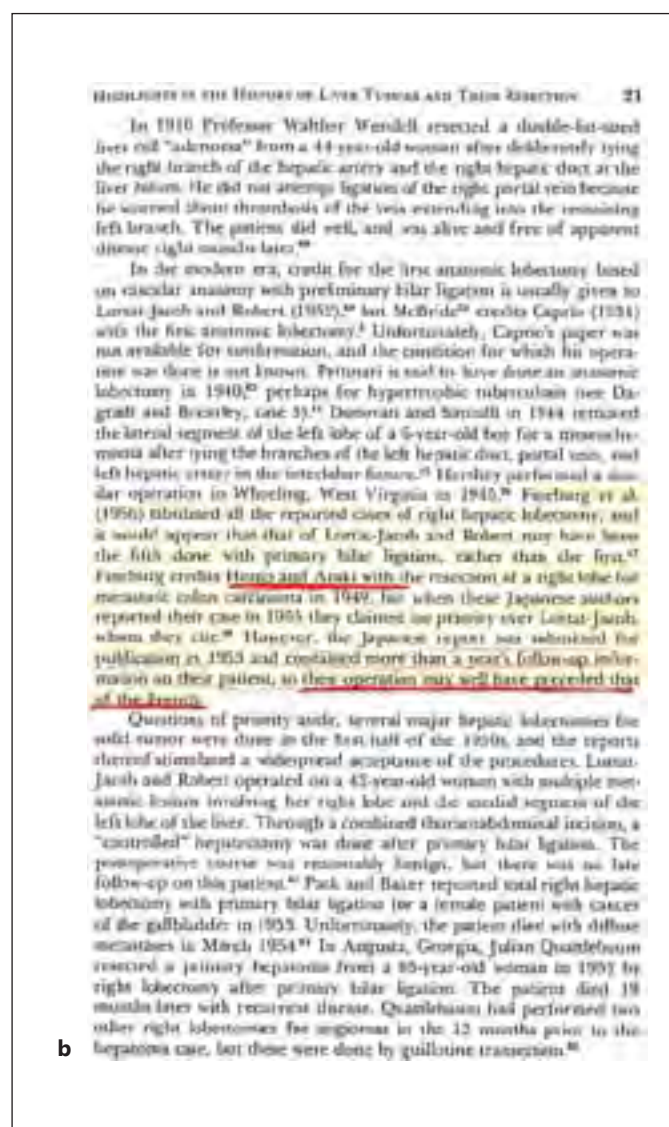 HIGHLIGHTS IN THE HISTORY OF LIVER TUMORS AND THEIR RESECTION 21
In 1910 Professor Walther Wendell resected a double-fist-sized
liver cell "adenoma" from a 44-year-old woman after deliberately tying
the right branch of the hepatic artery and the right hepatic duct at the
liver hilum. He did not attempt ligation of the right portal vein because
he worried about thrombosis of the vein extending into the remaining
left branch. The patient did well, and was alive and free of apparent
disease eight months later.
In the modern era, credit for the first anatomic lobectomy based
on vascular anatomy with preliminary hilar ligation is usually given to
Lortat-Jacob and Robert (1952), but McBride credits Caprio (1931)
with the first anatomic lobectomy. Unfortunately, Caprio's paper was
not available for confirmation, and the condition for which his opera-
tion was done is not known. is said to have done an anatomic
lobectomy in 1940, perhaps for hypertrophic tuberculosis (see Da-
and case 3). Donovan and in 1944 removed
the lateral segment of the left lobe of a 6-year-old boy for a
after tying the branches of the left hepatic duct, portal vein, and
left hepatic artery in the interlobar fissure. Hershey performed a simi-
lar operation in Wheeling, West Virginia in 1945. Fineburg et al.
(1956) tabulated all the reported cases of right hepatic lobectomy, and
it would appear that that of Lortat-Jacob and Robert may have been
the fifth done with primary hilar ligation, rather than the first.
Fineburg credits Honjo and Araki with the resection of a right lobe for
metastatic colon carcinoma in 1949, but when these Japanese authors
reported their case in 1955 they claimed no priority over Lortat-Jacob,
whom they cite. However, the Japanese report was submitted for
publication in 1953 and contained more than a year's follow-up infor-
mation on their patient, so their operation may well have preceded that
of the French.
Questions of priority aside, several major hepatic lobectomies for
solid tumor were done in the first half of the 1950s, and the reports
thereof stimulated a widespread acceptance of the procedures. Lortat-
Jacob and Robert operated on a 42-year-old woman with multiple met-
astatic lesion involving her right lobe and the medial segment of the
left lobe of the liver. Through a combined thoracoabdominal incision, a
"controlled" hepatectomy was done after primary hilar ligation. The
postoperative course was reasonably benign, but there was no late
follow-up on this patient. Pack and Baker reported total right hepatic
lobectomy with primary hilar ligation for a female patient with cancer
of the gallbladder in 1953. Unfortunately, the patient died with diffuse
metastases in March 1954. In Augusta, Georgia, Julian Quattlebaum
resected a primary hepatoma from a woman in 1952 by
right lobectomy after primary hilar ligation. The patient died 19
months later with recurrent disease. Quattlebaum had performed two
other right lobectomies for angiomas in the 12 months prior to the
hepatoma case, but these were done by guillotine transection.
b